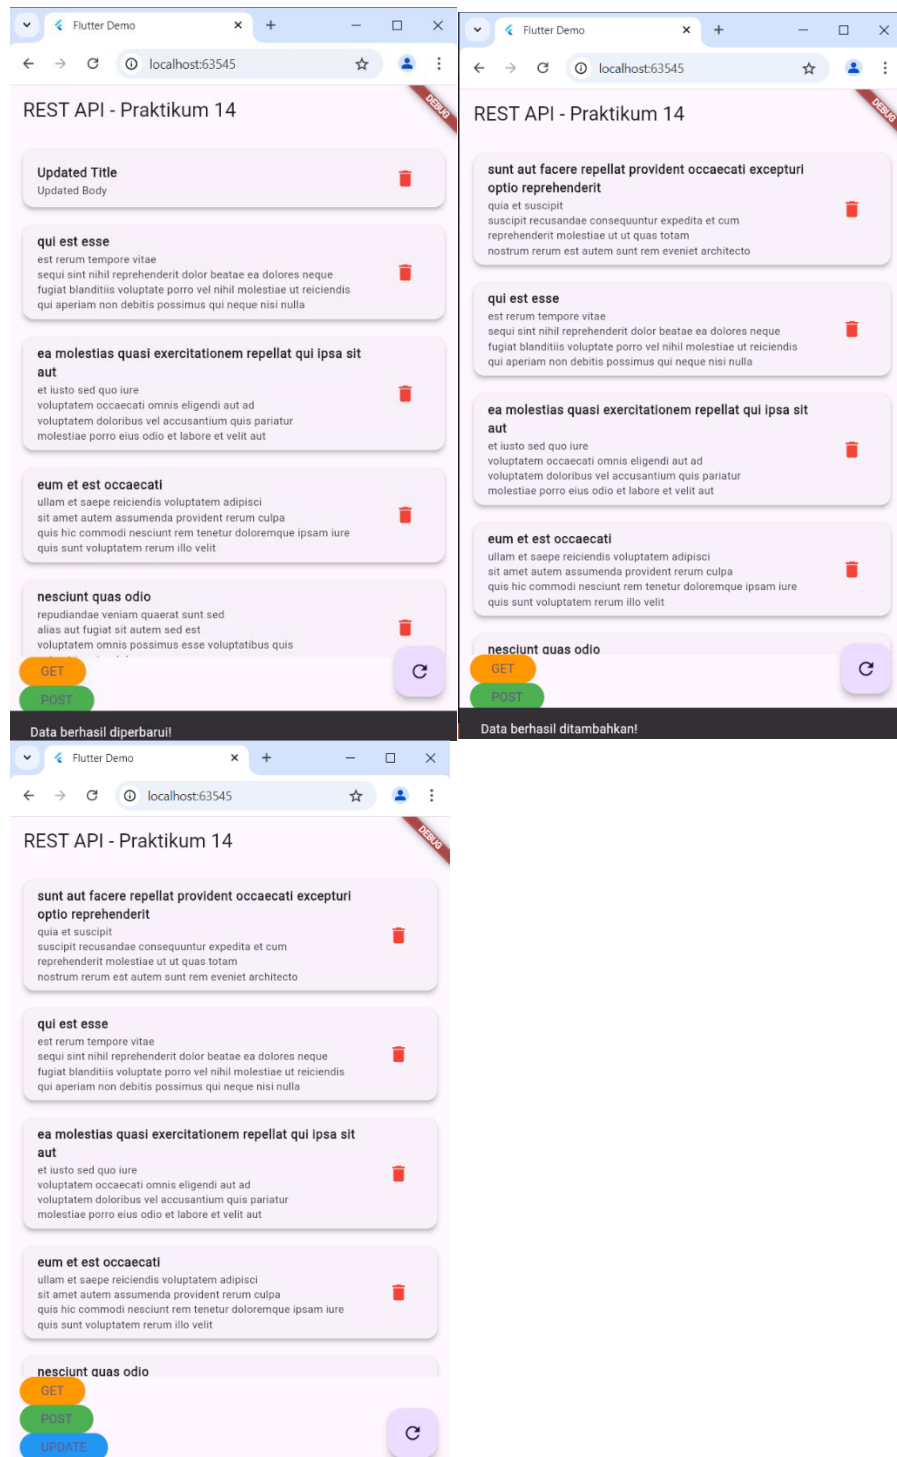 Flutter Demo
localhost:63545
REST API - Praktikum 14
DEBUG
Updated Title
Updated Body
qui est esse
est rerum tempore vitae
sequi sint nihil reprehenderit dolor beatae ea dolores neque
fugiat blanditiis voluptate porro vel nihil molestiae ut reiciendis
qui aperiam non debitis possimus qui neque nisi nulla
ea molestias quasi exercitationem repellat qui ipsa sit
aut
et iusto sed quo iure
voluptatem occaecati omnis eligendi aut ad
voluptatem doloribus vel accusantium quis pariatur
molestiae porro eius odio et labore et velit aut
eum et est occaecati
ullam et saepe reiciendis voluptatem adipisci
sit amet autem assumenda provident rerum culpa
quis hic commodi nesciunt rem tenetur doloremque ipsam iure
quis sunt voluptatem rerum illo velit
nesciunt quas odio
repudiandae veniam quaerat sunt sed
alias aut fugiat sit autem sed est
voluptatem omnis possimus esse voluptatibus quis
GET
POST
Data berhasil diperbarui!
Flutter Demo
localhost:63545
REST API - Praktikum 14
DEBUG
sunt aut facere repellat provident occaecati excepturi
optio reprehenderit
quia et suscipit
suscipit recusandae consequuntur expedita et cum
reprehenderit molestiae ut ut quas totam
nostrum rerum est autem sunt rem eveniet architecto
qui est esse
est rerum tempore vitae
sequi sint nihil reprehenderit dolor beatae ea dolores neque
fugiat blanditiis voluptate porro vel nihil molestiae ut reiciendis
qui aperiam non debitis possimus qui neque nisi nulla
ea molestias quasi exercitationem repellat qui ipsa sit
aut
et iusto sed quo iure
voluptatem occaecati omnis eligendi aut ad
voluptatem doloribus vel accusantium quis pariatur
molestiae porro eius odio et labore et velit aut
eum et est occaecati
ullam et saepe reiciendis voluptatem adipisci
sit amet autem assumenda provident rerum culpa
quis hic commodi nesciunt rem tenetur doloremque ipsam iure
quis sunt voluptatem rerum illo velit
nesciunt quas odio
GET
POST
Data berhasil ditambahkan!
Flutter Demo
localhost:63545
REST API - Praktikum 14
DEBUG
sunt aut facere repellat provident occaecati excepturi
optio reprehenderit
quia et suscipit
suscipit recusandae consequuntur expedita et cum
reprehenderit molestiae ut ut quas totam
nostrum rerum est autem sunt rem eveniet architecto
qui est esse
est rerum tempore vitae
sequi sint nihil reprehenderit dolor beatae ea dolores neque
fugiat blanditiis voluptate porro vel nihil molestiae ut reiciendis
qui aperiam non debitis possimus qui neque nisi nulla
ea molestias quasi exercitationem repellat qui ipsa sit
aut
et iusto sed quo iure
voluptatem occaecati omnis eligendi aut ad
voluptatem doloribus vel accusantium quis pariatur
molestiae porro eius odio et labore et velit aut
eum et est occaecati
ullam et saepe reiciendis voluptatem adipisci
sit amet autem assumenda provident rerum culpa
quis hic commodi nesciunt rem tenetur doloremque ipsam iure
quis sunt voluptatem rerum illo velit
nesciunt quas odio
GET
POST
UPDATE